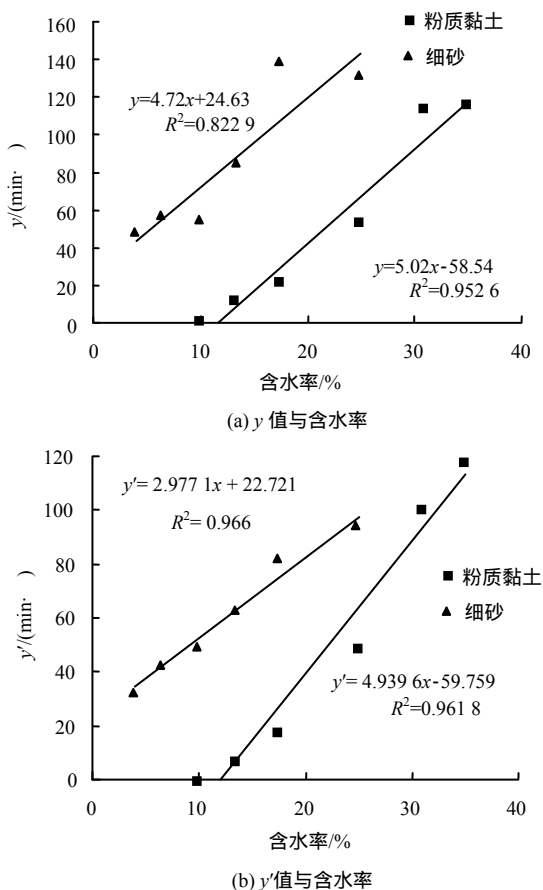 160
140
120
100
80
60
40
20
0
y/(min· )
■ 粉质黏土
▲ 细砂
y=4.72x+24.63
R²=0.822 9
y=5.02x-58.54
R²=0.952 6
0 10 20 30 40
含水率/%
(a) y 值与含水率
120
100
80
60
40
20
0
y′/(min· )
y′= 2.977 1x + 22.721
R²= 0.966
■ 粉质黏土
▲ 细砂
y′= 4.939 6x-59.759
R²=0.961 8
0 10 20 30 40
含水率/%
(b) y′值与含水率